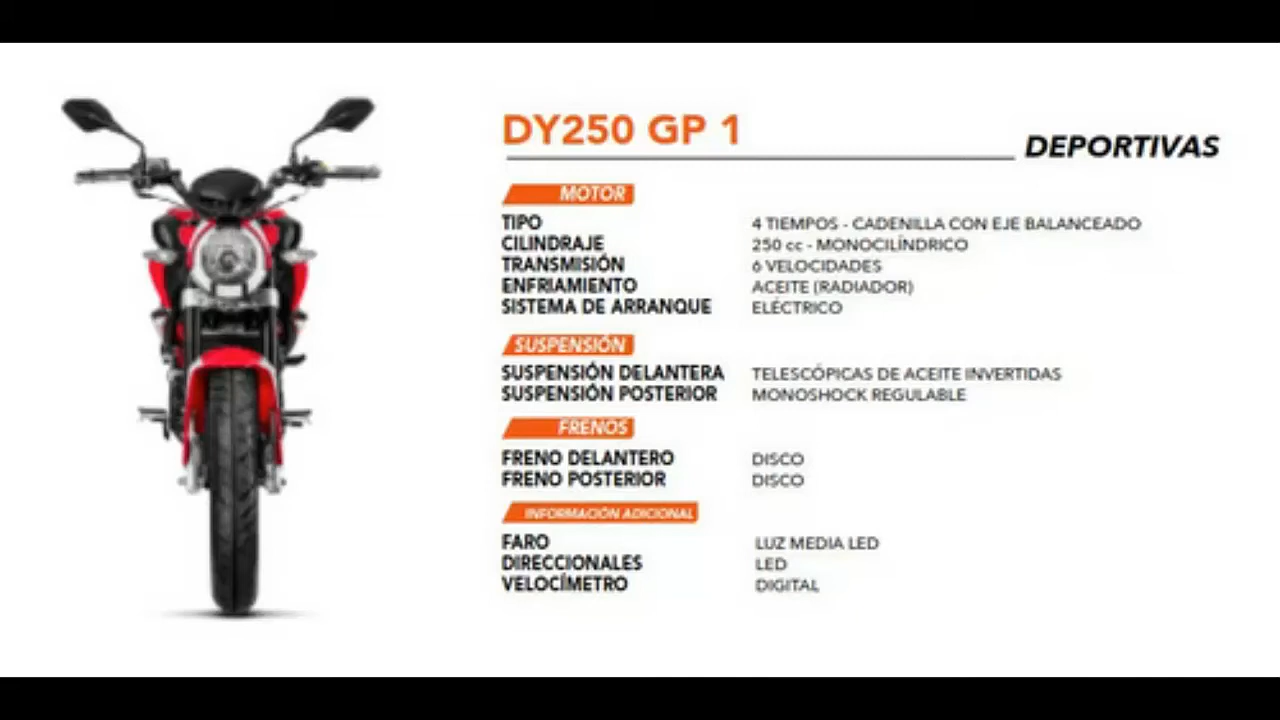 DY250 GP 1
DEPORTIVAS
MOTOR
TIPO 4 TIEMPOS - CADENILLA CON EJE BALANCEADO
CILINDRAJE 250 cc - MONOCILÍNDRICO
TRANSMISIÓN 6 VELOCIDADES
ENFRIAMIENTO ACEITE (RADIADOR)
SISTEMA DE ARRANQUE ELÉCTRICO
SUSPENSIÓN
SUSPENSIÓN DELANTERA TELESCÓPICAS DE ACEITE INVERTIDAS
SUSPENSIÓN POSTERIOR MONOSHOCK REGULABLE
FRENOS
FRENO DELANTERO DISCO
FRENO POSTERIOR DISCO
INFORMACIÓN ADICIONAL
FARO LUZ MEDIA LED
DIRECCIONALES LED
VELOCÍMETRO DIGITAL